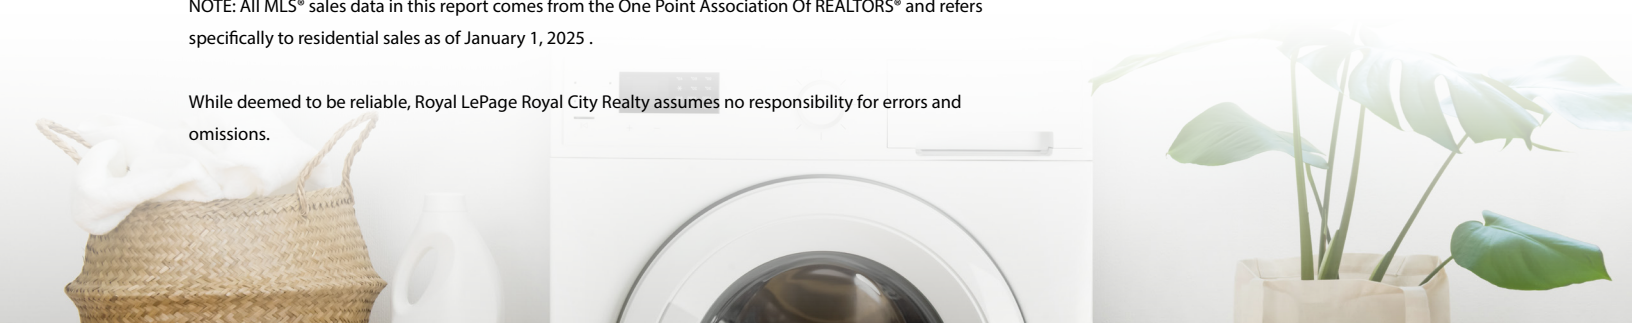 NOTE: All MLS® sales data in this report comes from the One Point Association Of REALTORS® and refers
specifically to residential sales as of January 1, 2025 .
While deemed to be reliable, Royal LePage Royal City Realty assumes no responsibility for errors and
omissions.